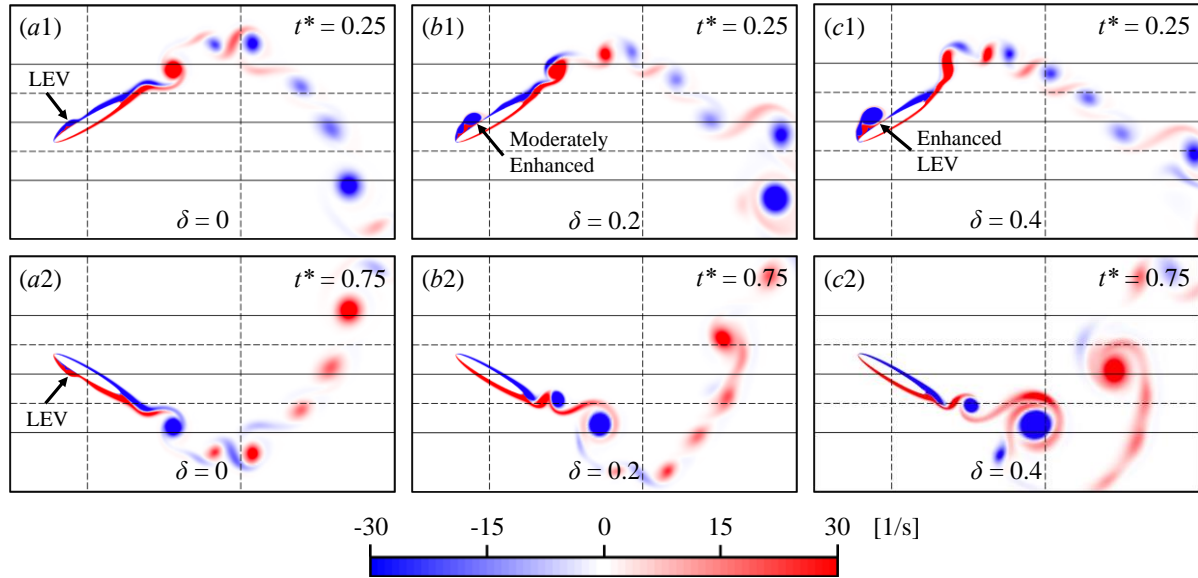 (a1) t* = 0.25
LEV
δ = 0
(b1) t* = 0.25
Moderately
Enhanced
δ = 0.2
(c1) t* = 0.25
Enhanced
LEV
δ = 0.4
(a2) t* = 0.75
LEV
δ = 0
(b2) t* = 0.75
δ = 0.2
(c2) t* = 0.75
δ = 0.4
-30 -15 0 15 30 [1/s]